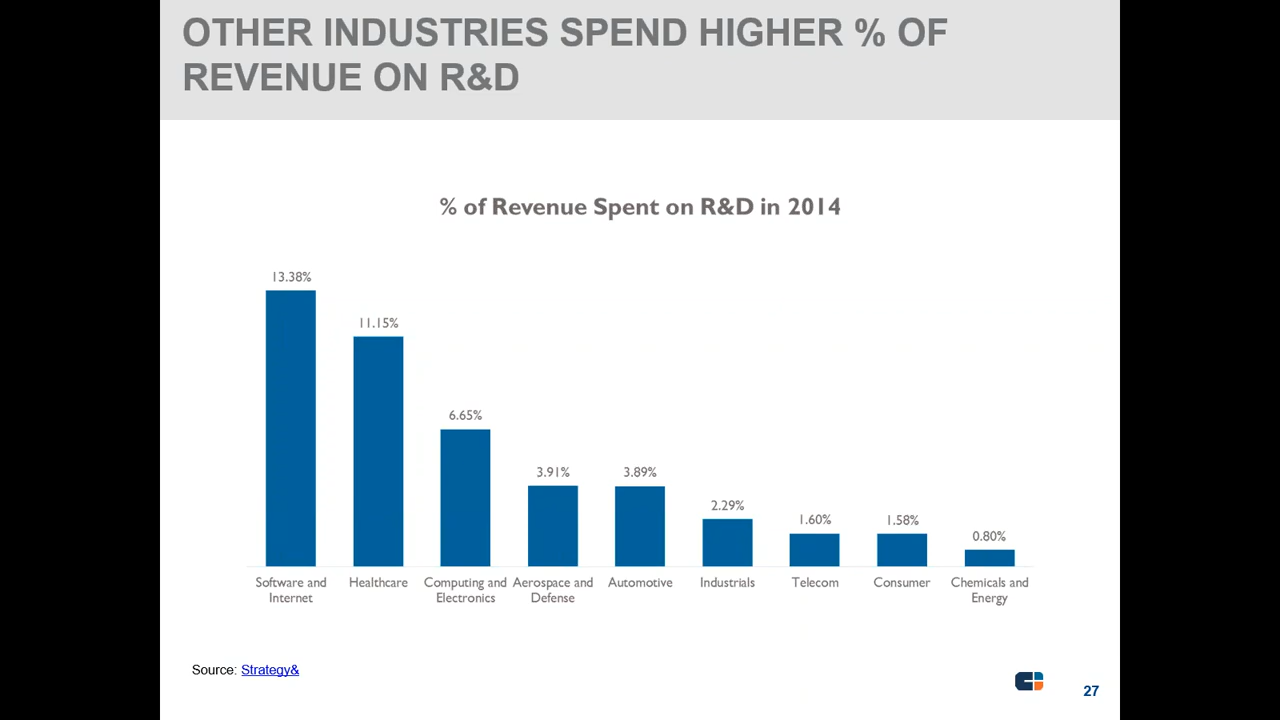 OTHER INDUSTRIES SPEND HIGHER % OF
REVENUE ON R&D
% of Revenue Spent on R&D in 2014
13.38%
11.15%
6.65%
3.91%
3.89%
2.29%
1.60%
1.58%
0.80%
Software and
Internet
Healthcare
Computing and
Electronics
Aerospace and
Defense
Automotive
Industrials
Telecom
Consumer
Chemicals and
Energy
Source: Strategy&
27